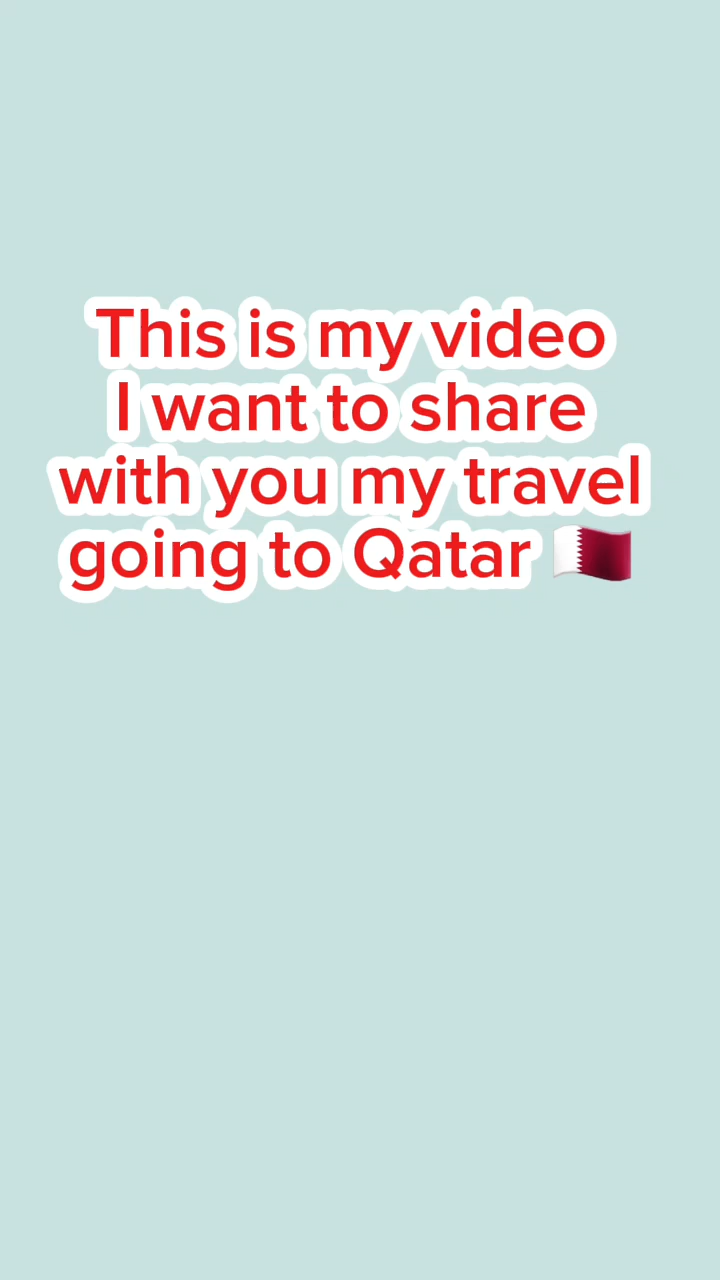 This is my video
I want to share
with you my travel
going to Qatar 🇶🇦